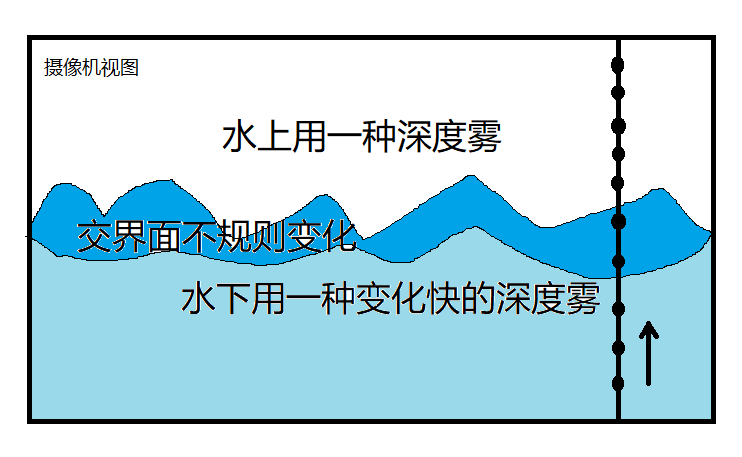 摄像机视图
水上用一种深度雾
交界面不规则变化
水下用一种变化快的深度雾